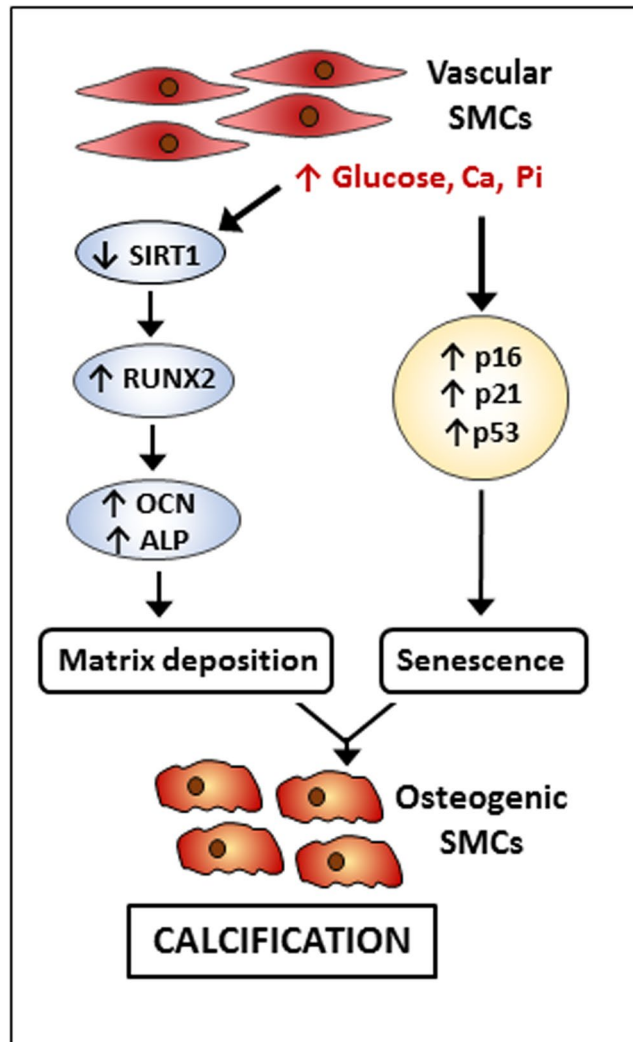 Vascular
SMCs
↑ Glucose, Ca, Pi
↓ SIRT1
↑ RUNX2
↑ OCN
↑ ALP
↑ p16
↑ p21
↑p53
Matrix deposition
Senescence
Osteogenic
SMCs
CALCIFICATION